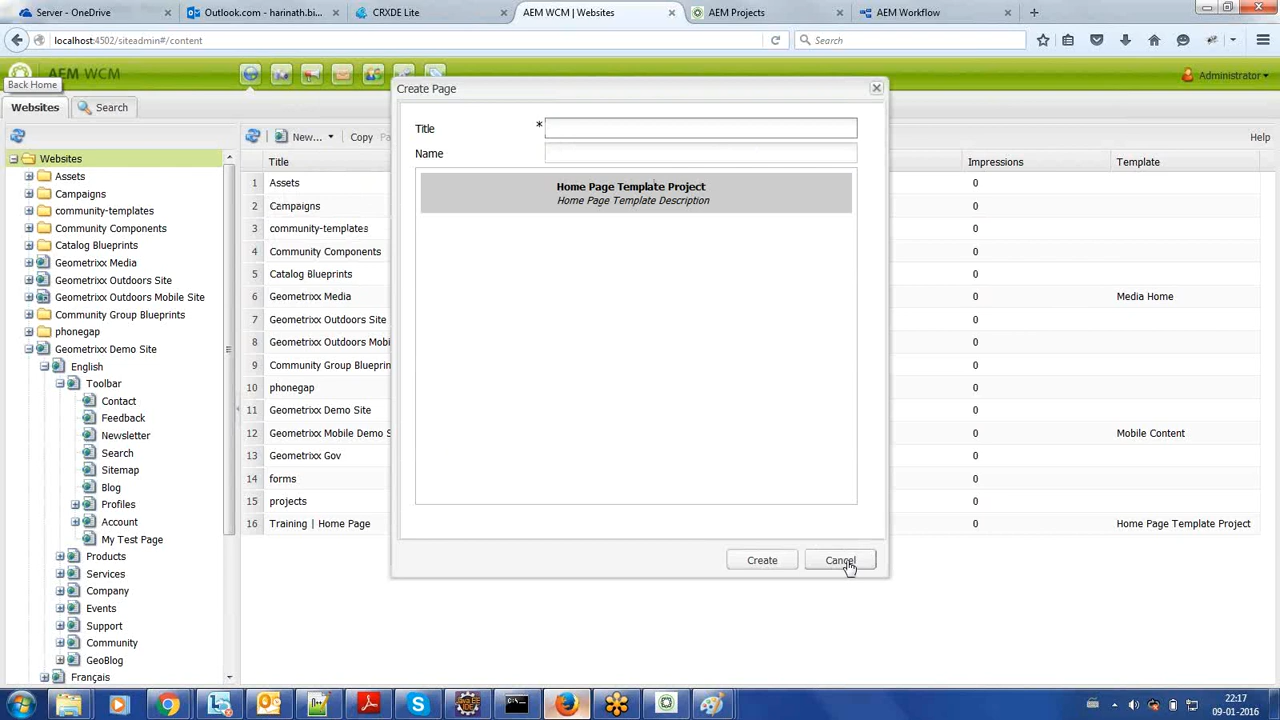 Server - OneDrive
Outlook.com - harinath.bi...
CRXDE Lite
AEM WCM | Websites
AEM Projects
AEM Workflow
localhost:4502/siteadmin#/content
Search
AEM WCM
Administrator
Back Home
Websites
Search
Create Page
New...
Copy
Help
Title
Impressions
Template
Websites
Assets
Campaigns
community-templates
Community Components
Catalog Blueprints
Geometrixx Media
Geometrixx Outdoors Site
Geometrixx Outdoors Mobile Site
Community Group Blueprints
phonegap
Geometrixx Demo Site
English
Toolbar
Contact
Feedback
Newsletter
Search
Sitemap
Blog
Profiles
Account
My Test Page
Products
Services
Company
Events
Support
Community
GeoBlog
Français
1 Assets 0
2 Campaigns 0
3 community-templates 0
4 Community Components 0
5 Catalog Blueprints 0
6 Geometrixx Media 0 Media Home
7 Geometrixx Outdoors Site 0
8 Geometrixx Outdoors Mobi 0
9 Community Group Blueprin 0
10 phonegap 0
11 Geometrixx Demo Site 0
12 Geometrixx Mobile Demo S 0 Mobile Content
13 Geometrixx Gov 0
14 forms 0
15 projects 0
16 Training | Home Page 0 Home Page Template Project
Title *
Name
Home Page Template Project
Home Page Template Description
Create
Cancel
22:17
09-01-2016